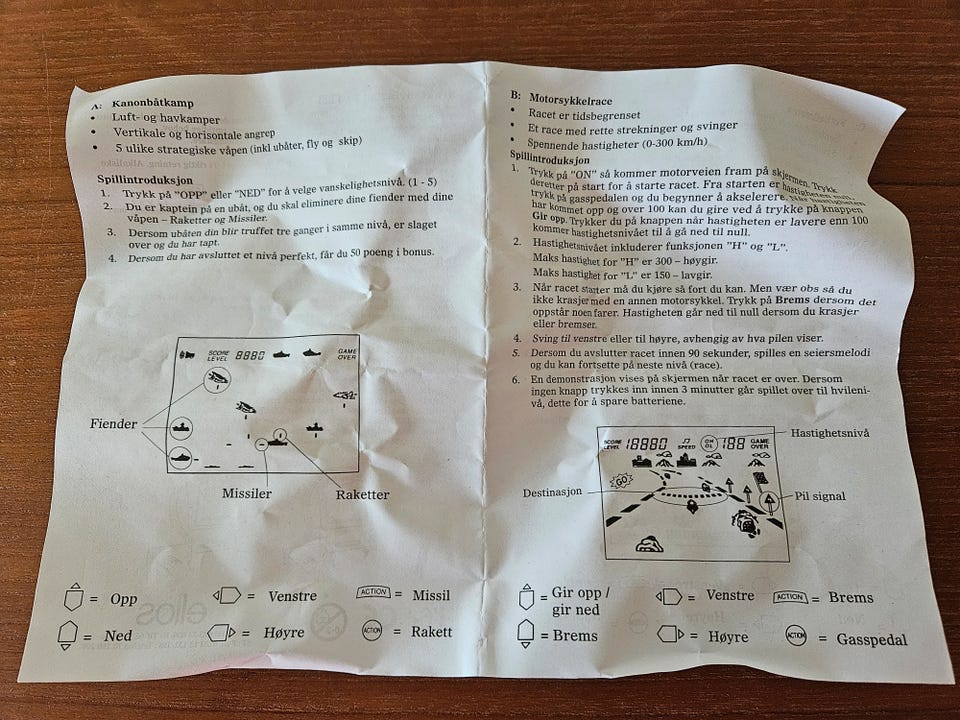 A: Kanonbåtkamp
• Luft- og havkamper
• Vertikale og horisontale angrep
• 5 ulike strategiske våpen (inkl ubåter, fly og skip)
Spillintroduksjon
1. Trykk på "OPP" eller "NED" for å velge vanskelighetsnivå. (1 - 5)
2. Du er kaptein på en ubåt, og du skal eliminere dine fiender med dine
våpen – Raketter og Missiler.
3. Dersom ubåten din blir truffet tre ganger i samme nivå, er slaget
over og du har tapt.
4. Dersom du har avsluttet et nivå perfekt, får du 50 poeng i bonus.
SCORE
LEVEL
8880
GAME
OVER
Fiender
Missiler
Raketter
= Opp
= Venstre
ACTION = Missil
= Ned
= Høyre
ACTION = Rakett
B: Motorsykkelrace
• Racet er tidsbegrenset
• Et race med rette strekninger og svinger
• Spennende hastigheter (0-300 km/h)
Spillintroduksjon
1. Trykk på "ON" så kommer motorveien fram på skjermen. Trykk
deretter på start for å starte racet. Fra starten er hastigheten null,
trykk på gasspedalen og du begynner å akselerere. Når hastigheten
har kommet opp og over 100 kan du gire ved å trykke på knappen
Gir opp. Trykker du på knappen når hastigheten er lavere enn 100
kommer hastighetsnivået til å gå ned til null.
2. Hastighetsnivået inkluderer funksjonen "H" og "L".
Maks hastighet for "H" er 300 – høygir.
Maks hastighet for "L" er 150 – lavgir.
3. Når racet starter må du kjøre så fort du kan. Men vær obs så du
ikke krasjer med en annen motorsykkel. Trykk på Brems dersom det
oppstår noen farer. Hastigheten går ned til null dersom du krasjer
eller bremser.
4. Sving til venstre eller til høyre, avhengig av hva pilen viser.
5. Dersom du avslutter racet innen 90 sekunder, spilles en seiersmelodi
og du kan fortsette på neste nivå (race).
6. En demonstrasjon vises på skjermen når racet er over. Dersom
ingen knapp trykkes inn innen 3 minutter går spillet over til hvileni-
vå, dette for å spare batteriene.
SCORE
LEVEL
18880
SPEED
188
GAME
OVER
Hastighetsnivå
GO
Destinasjon
Pil signal
= Gir opp /
gir ned
= Venstre
ACTION = Brems
= Brems
= Høyre
ACTION = Gasspedal